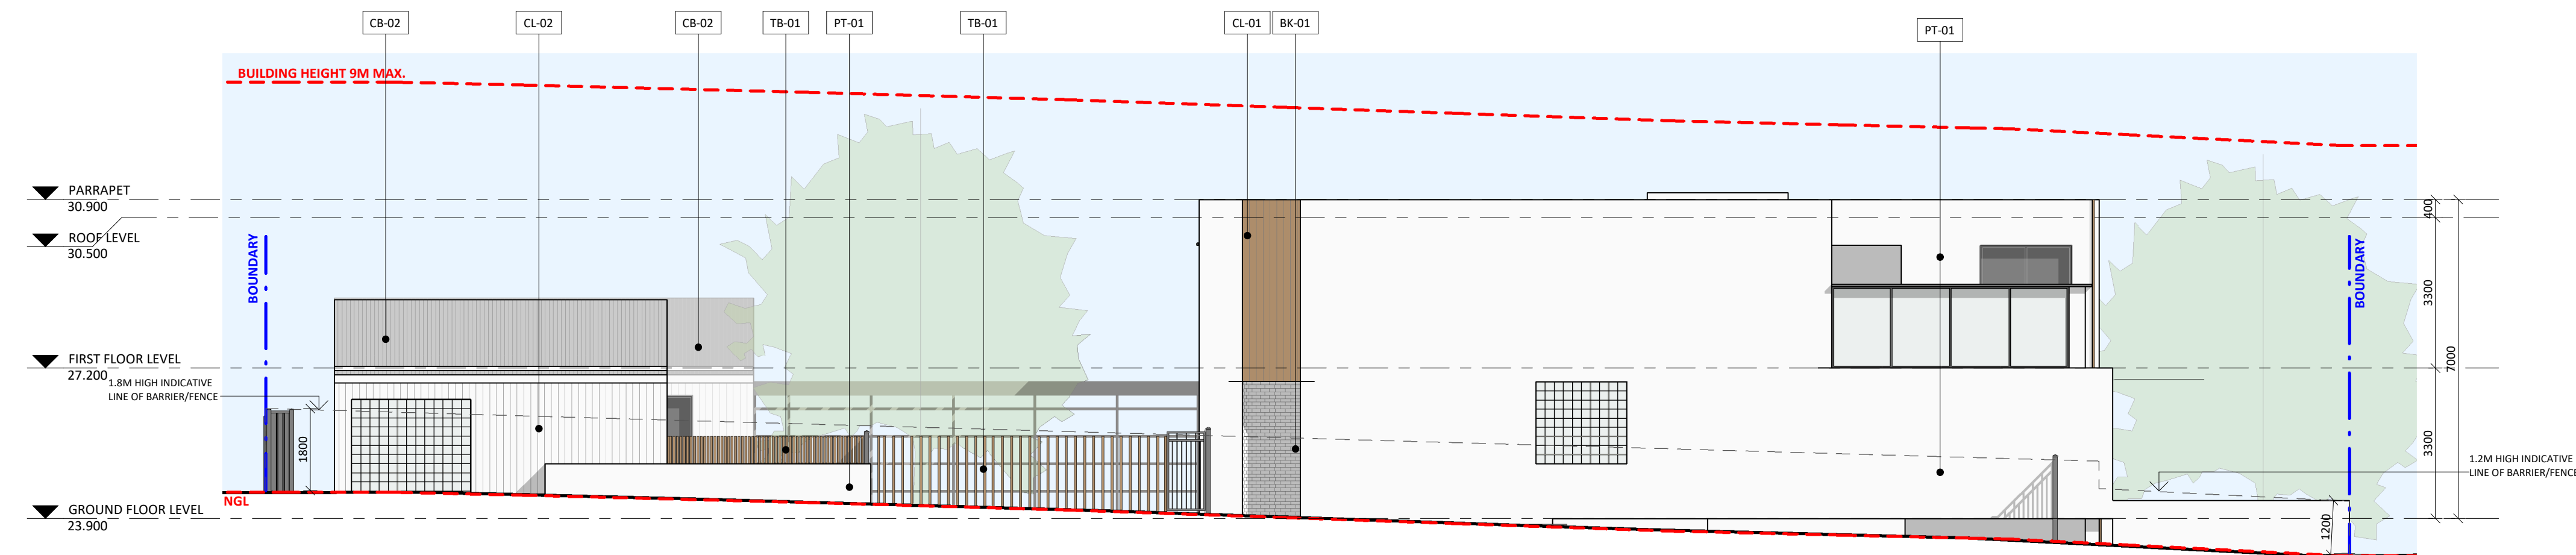 CB-02
CL-02
CB-02
TB-01
PT-01
TB-01
CL-01
BK-01
PT-01
BUILDING HEIGHT 9M MAX.
PARRAPET
30.900
ROOF LEVEL
30.500
BOUNDARY
BOUNDARY
FIRST FLOOR LEVEL
27.200
1.8M HIGH INDICATIVE
LINE OF BARRIER/FENCE
1800
NGL
GROUND FLOOR LEVEL
23.900
400
3300
7000
3300
1.2M HIGH INDICATIVE
LINE OF BARRIER/FENCE
1200